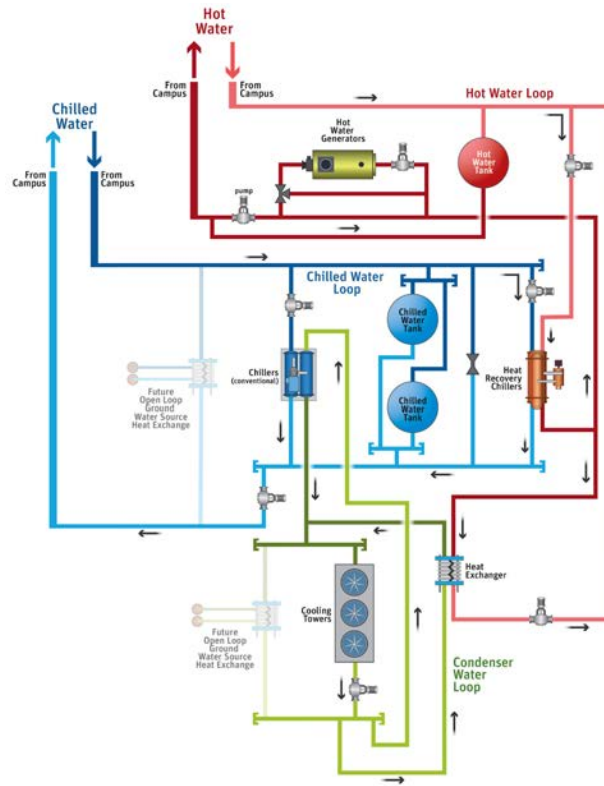 Hot
Water
From
Campus
From
Campus
Hot Water Loop
Chilled
Water
Hot
Water
Generators
Hot
Water
Tank
From
Campus
From
Campus
pump
Chilled Water
Loop
Chilled
Water
Tank
Chillers
(conventional)
Heat
Recovery
Chillers
Future
Open Loop
Ground
Water Source
Heat Exchange
Chilled
Water
Tank
Heat
Exchanger
Cooling
Towers
Future
Open Loop
Ground
Water Source
Heat Exchange
Condenser
Water
Loop